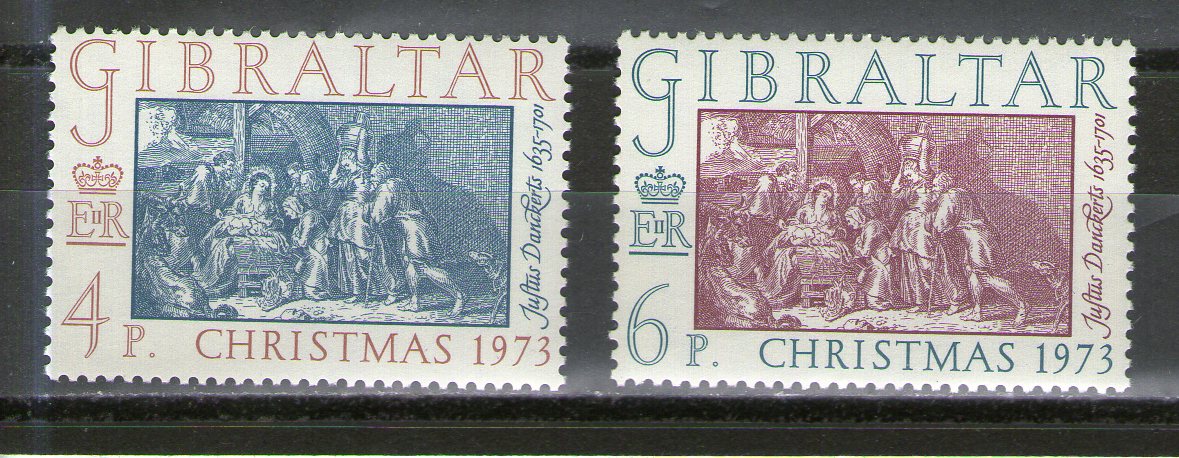 GIBRALTAR
EIIR
4 P.
CHRISTMAS 1973
Justus Danckerts 1635-1701
GIBRALTAR
EIIR
6 P.
CHRISTMAS 1973
Justus Danckerts 1635-1701